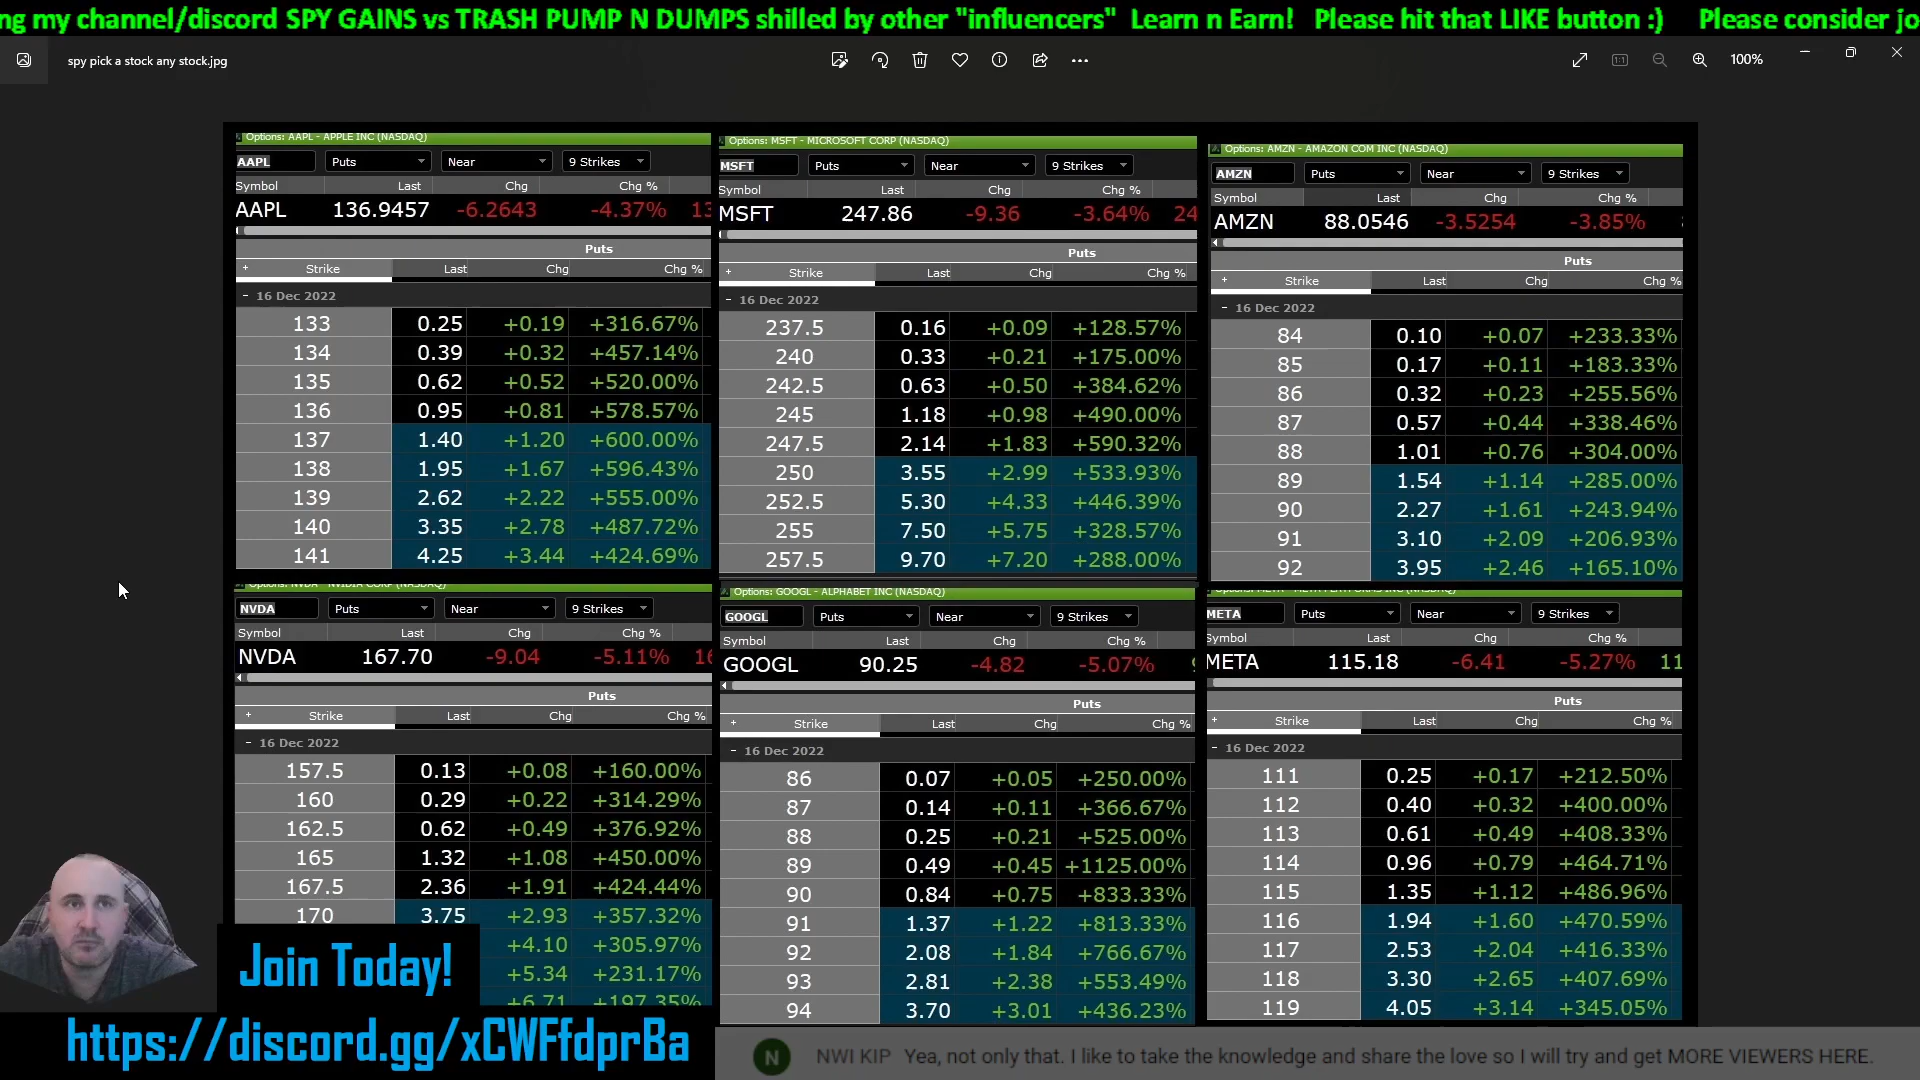 ng my channel/discord SPY GAINS vs TRASH PUMP N DUMPS shilled by other "influencers" Learn n Earn! Please hit that LIKE button :) Please consider jo
spy pick a stock any stock.jpg
100%
Options: AAPL - APPLE INC (NASDAQ)
AAPL Puts Near 9 Strikes
Symbol Last Chg Chg %
AAPL 136.9457 -6.2643 -4.37% 13
Puts
+ Strike Last Chg Chg %
- 16 Dec 2022
133 0.25 +0.19 +316.67%
134 0.39 +0.32 +457.14%
135 0.62 +0.52 +520.00%
136 0.95 +0.81 +578.57%
137 1.40 +1.20 +600.00%
138 1.95 +1.67 +596.43%
139 2.62 +2.22 +555.00%
140 3.35 +2.78 +487.72%
141 4.25 +3.44 +424.69%
Options: MSFT - MICROSOFT CORP (NASDAQ)
MSFT Puts Near 9 Strikes
Symbol Last Chg Chg %
MSFT 247.86 -9.36 -3.64% 24
Puts
+ Strike Last Chg Chg %
- 16 Dec 2022
237.5 0.16 +0.09 +128.57%
240 0.33 +0.21 +175.00%
242.5 0.63 +0.50 +384.62%
245 1.18 +0.98 +490.00%
247.5 2.14 +1.83 +590.32%
250 3.55 +2.99 +533.93%
252.5 5.30 +4.33 +446.39%
255 7.50 +5.75 +328.57%
257.5 9.70 +7.20 +288.00%
Options: AMZN - AMAZON COM INC (NASDAQ)
AMZN Puts Near 9 Strikes
Symbol Last Chg Chg %
AMZN 88.0546 -3.5254 -3.85%
Puts
+ Strike Last Chg Chg %
- 16 Dec 2022
84 0.10 +0.07 +233.33%
85 0.17 +0.11 +183.33%
86 0.32 +0.23 +255.56%
87 0.57 +0.44 +338.46%
88 1.01 +0.76 +304.00%
89 1.54 +1.14 +285.00%
90 2.27 +1.61 +243.94%
91 3.10 +2.09 +206.93%
92 3.95 +2.46 +165.10%
Options: NVDA - NVIDIA CORP (NASDAQ)
NVDA Puts Near 9 Strikes
Symbol Last Chg Chg %
NVDA 167.70 -9.04 -5.11% 16
Puts
+ Strike Last Chg Chg %
- 16 Dec 2022
157.5 0.13 +0.08 +160.00%
160 0.29 +0.22 +314.29%
162.5 0.62 +0.49 +376.92%
165 1.32 +1.08 +450.00%
167.5 2.36 +1.91 +424.44%
170 3.75 +2.93 +357.32%
+4.10 +305.97%
+5.34 +231.17%
+6.71 +197.35%
Options: GOOGL - ALPHABET INC (NASDAQ)
GOOGL Puts Near 9 Strikes
Symbol Last Chg Chg %
GOOGL 90.25 -4.82 -5.07%
Puts
+ Strike Last Chg Chg %
- 16 Dec 2022
86 0.07 +0.05 +250.00%
87 0.14 +0.11 +366.67%
88 0.25 +0.21 +525.00%
89 0.49 +0.45 +1125.00%
90 0.84 +0.75 +833.33%
91 1.37 +1.22 +813.33%
92 2.08 +1.84 +766.67%
93 2.81 +2.38 +553.49%
94 3.70 +3.01 +436.23%
Options: META - META PLATFORMS INC (NASDAQ)
META Puts Near 9 Strikes
Symbol Last Chg Chg %
META 115.18 -6.41 -5.27% 11
Puts
+ Strike Last Chg Chg %
- 16 Dec 2022
111 0.25 +0.17 +212.50%
112 0.40 +0.32 +400.00%
113 0.61 +0.49 +408.33%
114 0.96 +0.79 +464.71%
115 1.35 +1.12 +486.96%
116 1.94 +1.60 +470.59%
117 2.53 +2.04 +416.33%
118 3.30 +2.65 +407.69%
119 4.05 +3.14 +345.05%
Join Today!
https://discord.gg/xCWFfdprBa
N NWI KIP Yea, not only that. I like to take the knowledge and share the love so I will try and get MORE VIEWERS HERE.